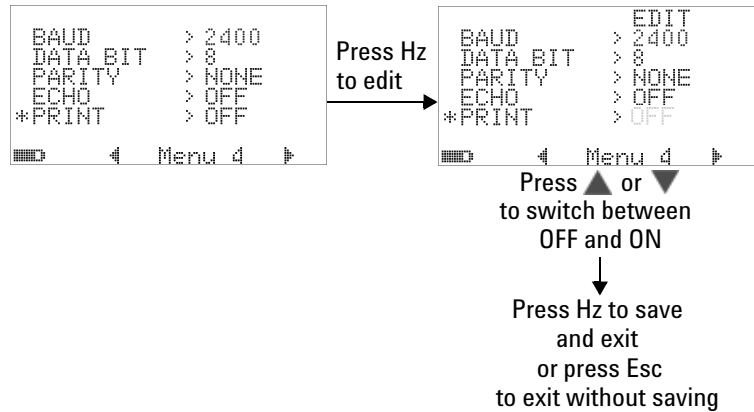 BAUD > 2400
DATA BIT > 8
PARITY > NONE
ECHO > OFF
*PRINT > OFF
Menu 4
Press Hz
to edit
EDIT
BAUD > 2400
DATA BIT > 8
PARITY > NONE
ECHO > OFF
*PRINT > OFF
Menu 4
Press ▲ or ▼
to switch between
OFF and ON
Press Hz to save
and exit
or press Esc
to exit without saving